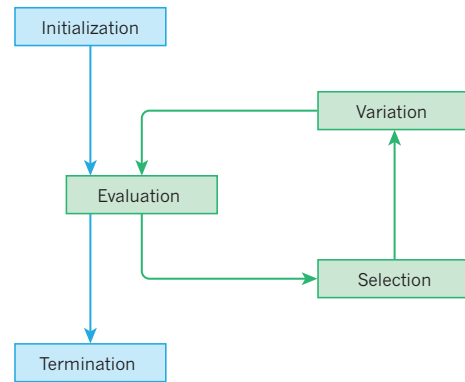 Initialization
Variation
Evaluation
Selection
Termination